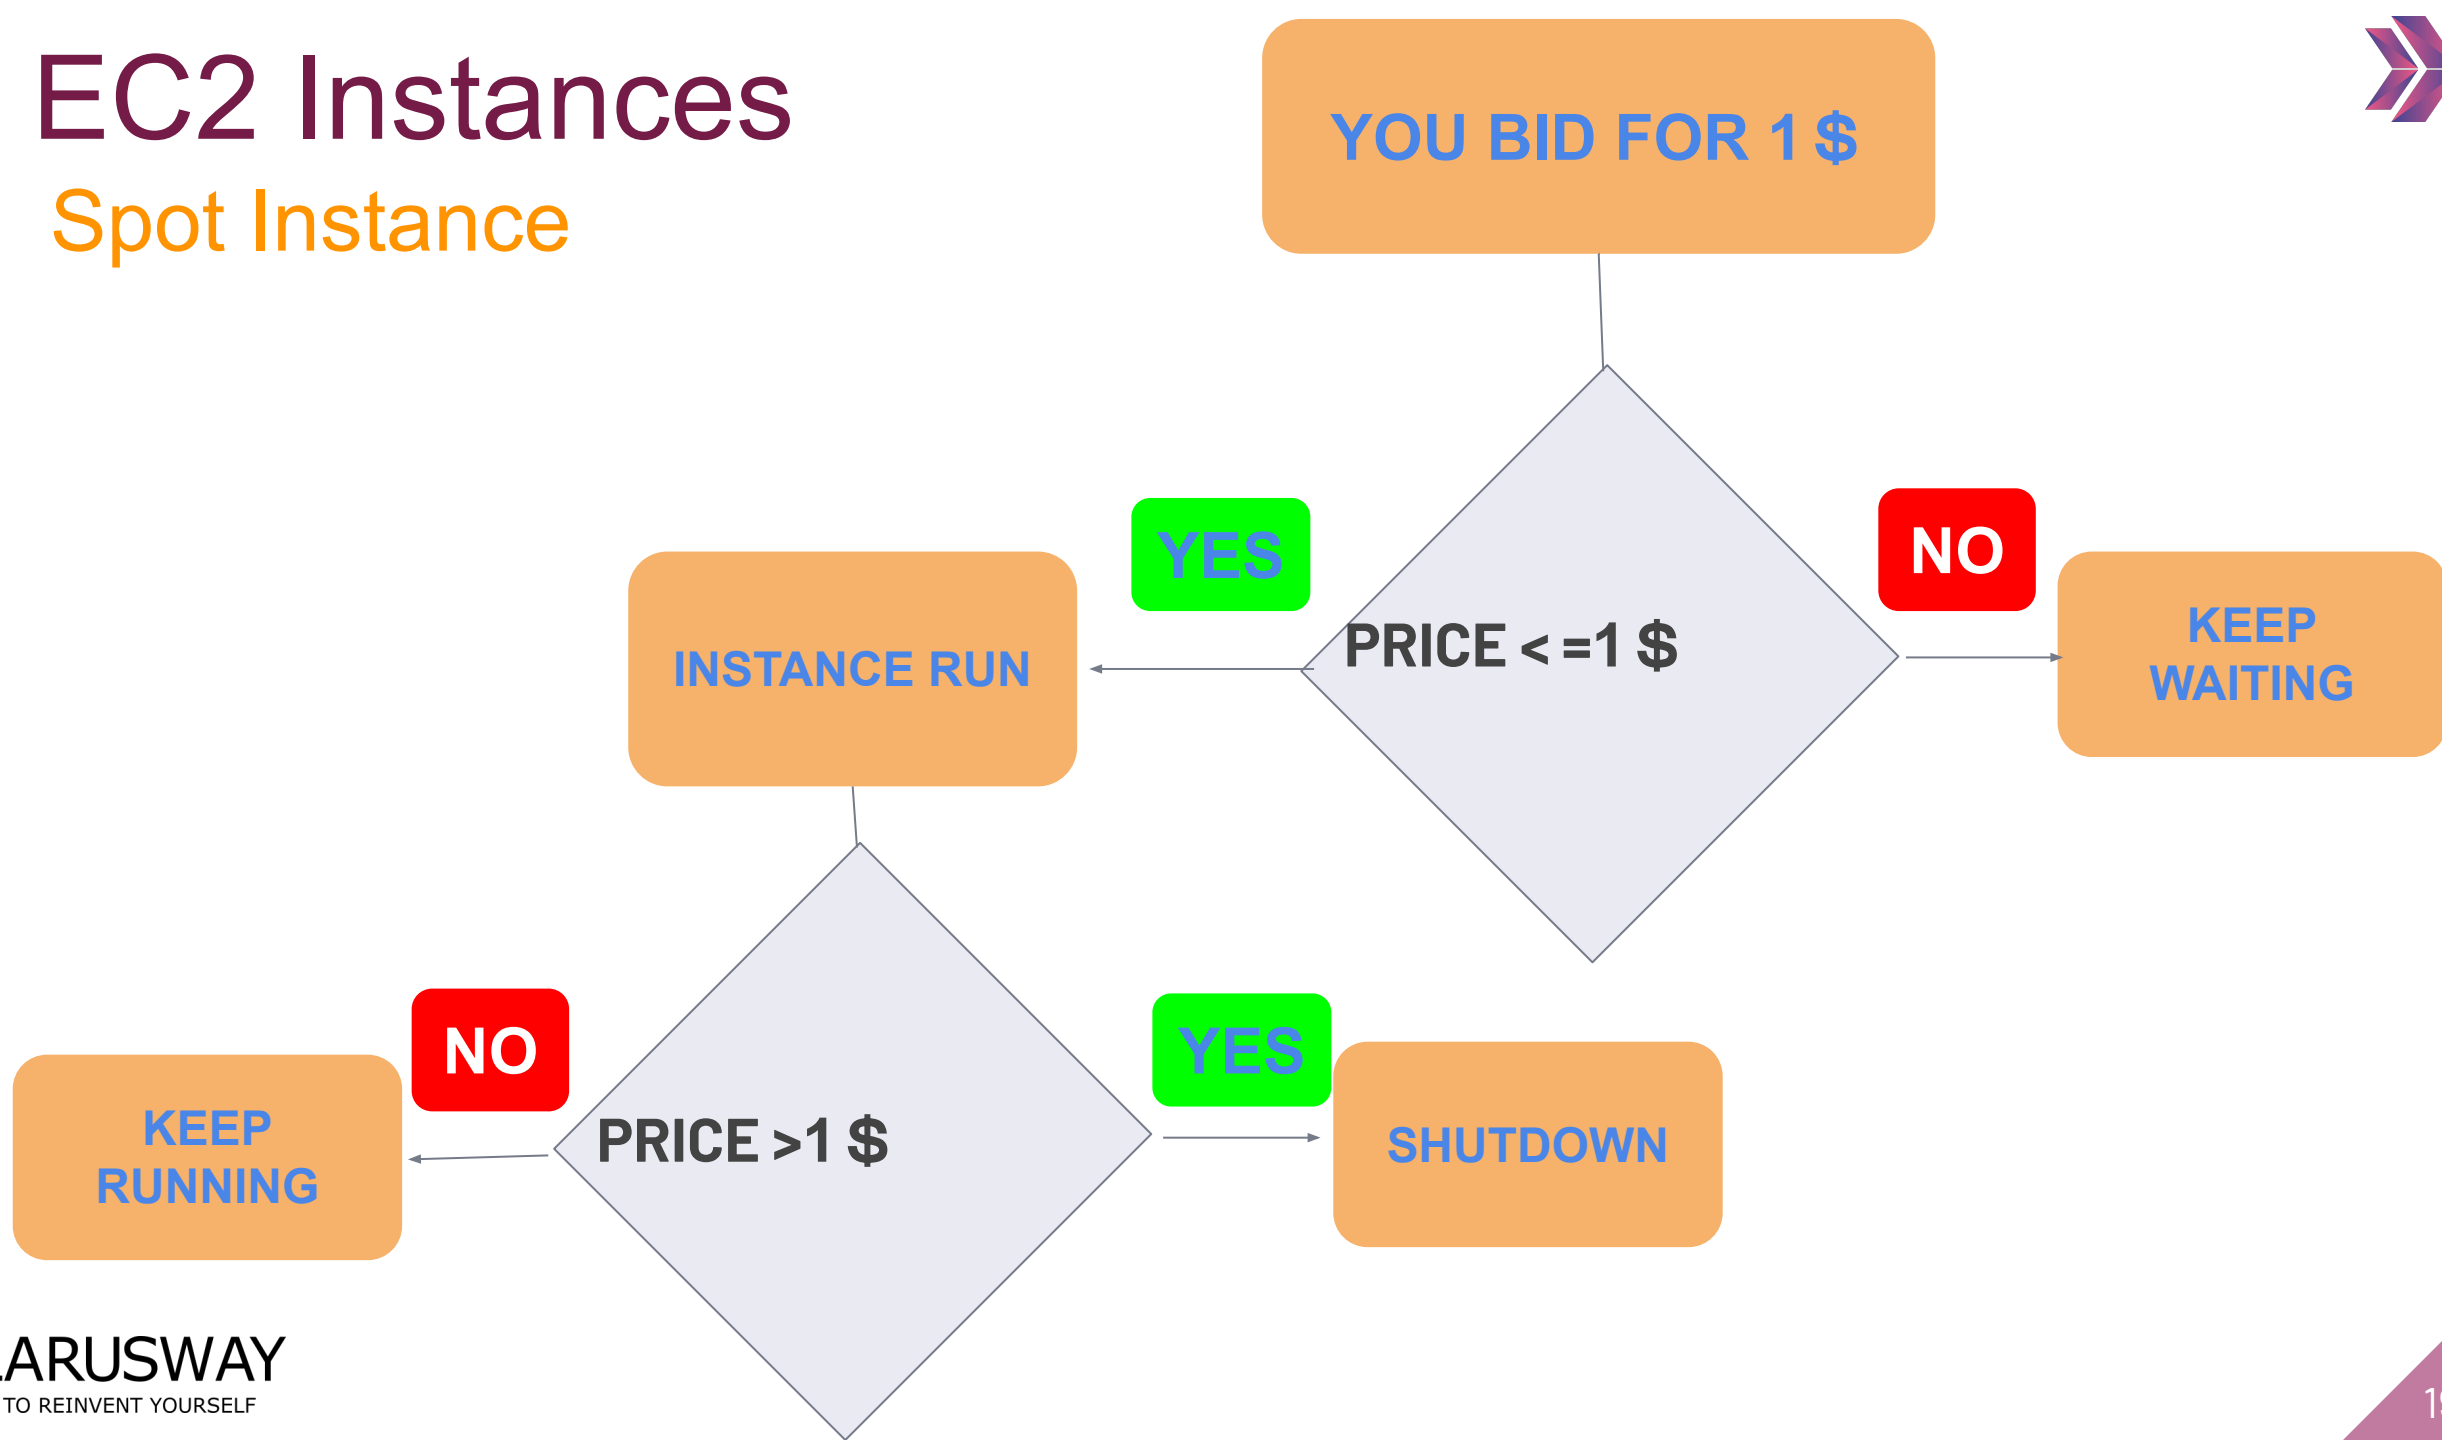 EC2 Instances
Spot Instance
YOU BID FOR 1 $
YES
NO
INSTANCE RUN
PRICE < =1 $
KEEP
WAITING
NO
YES
KEEP
RUNNING
PRICE >1 $
SHUTDOWN
ARUSWAY
TO REINVENT YOURSELF